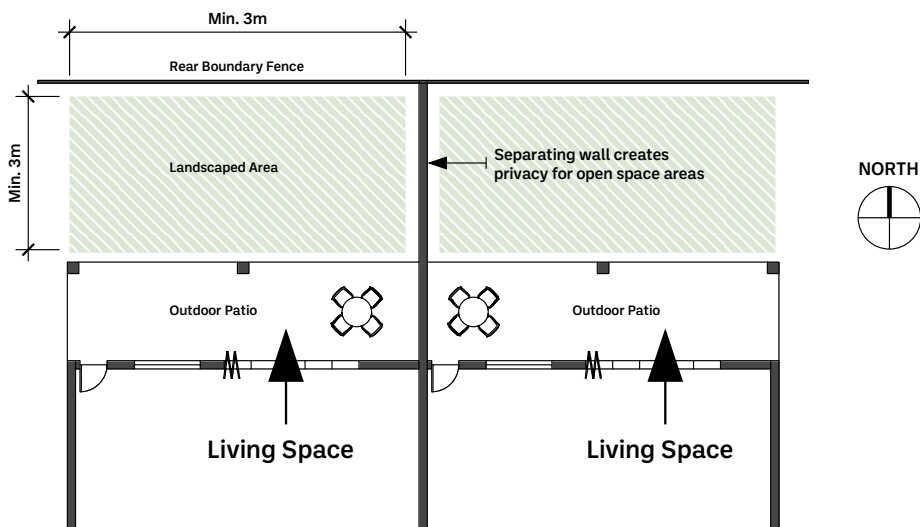 Min. 3m
Rear Boundary Fence
Min. 3m
Landscaped Area
Separating wall creates
privacy for open space areas
NORTH
Outdoor Patio
Outdoor Patio
Living Space
Living Space